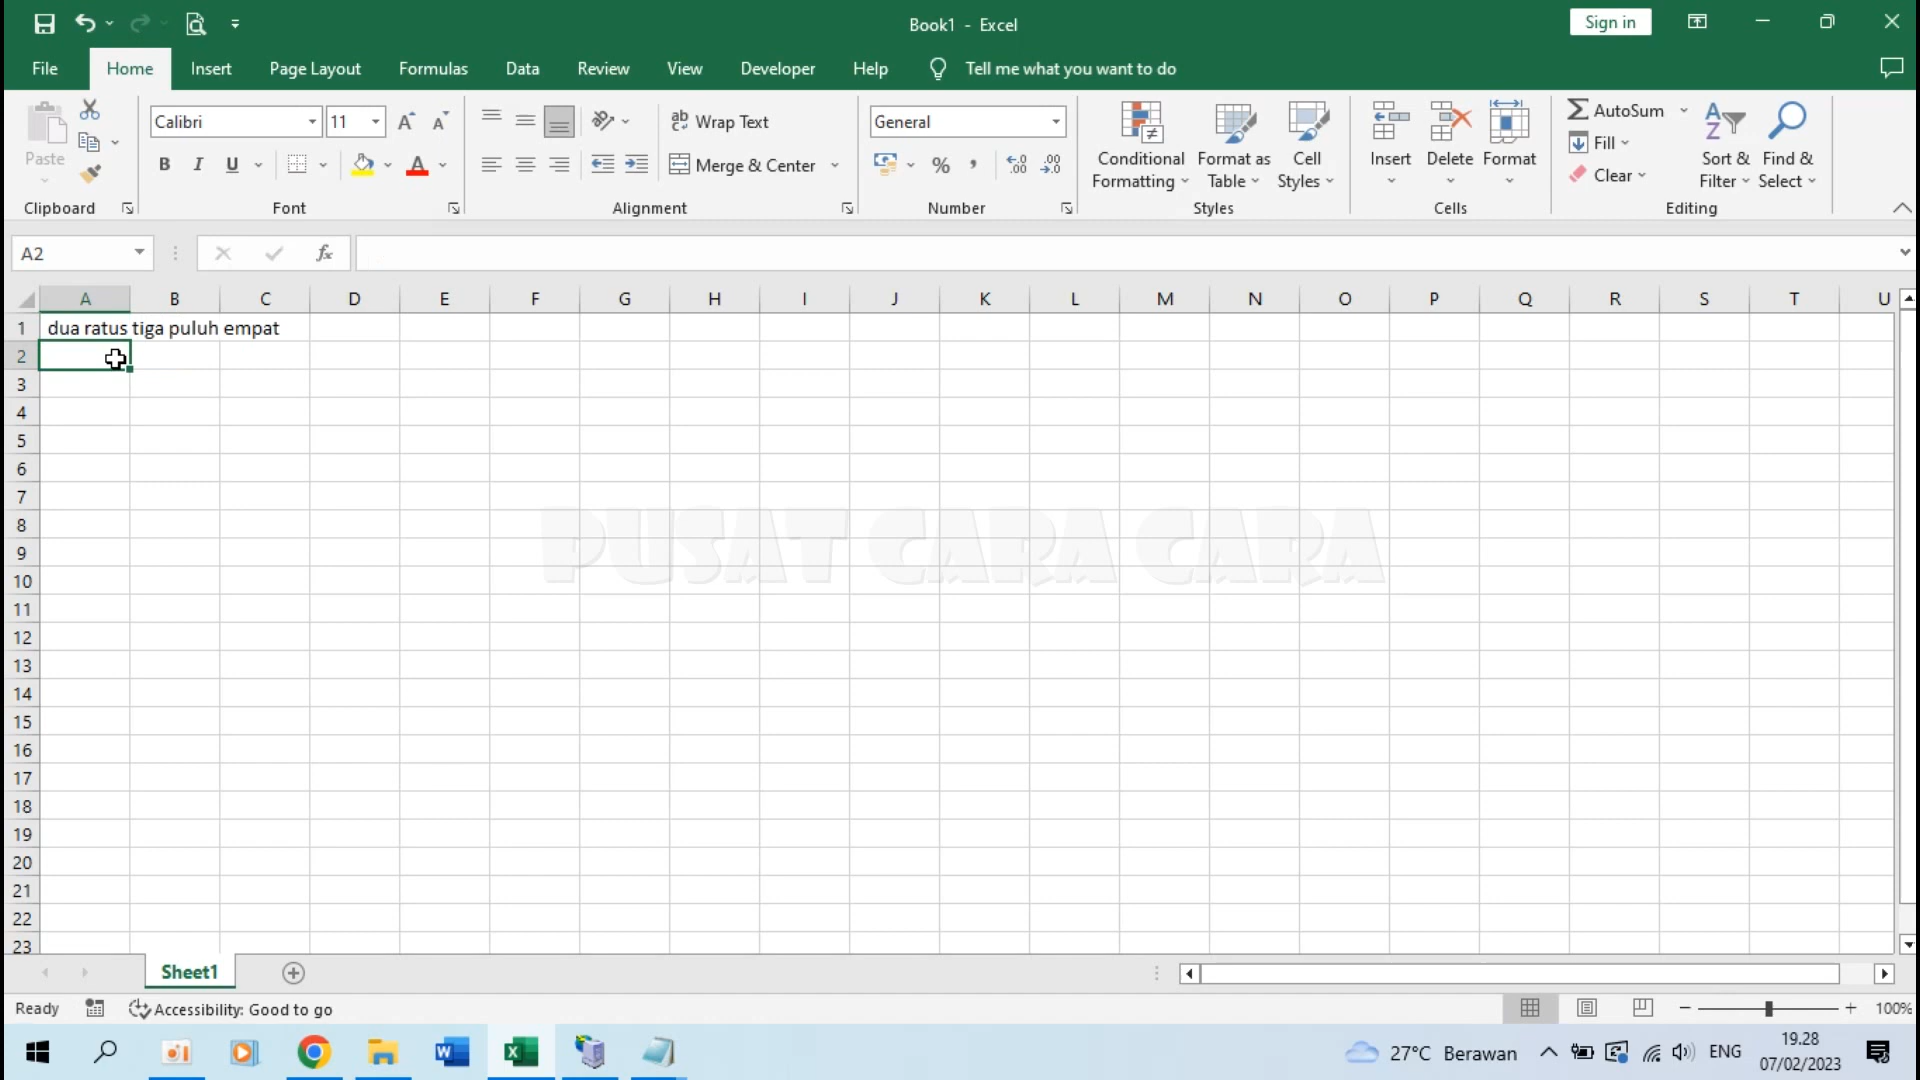 Book1 - Excel
Sign in
File Home Insert Page Layout Formulas Data Review View Developer Help Tell me what you want to do
Paste
Calibri 11
Wrap Text
General
Conditional Formatting
Format as Table
Cell Styles
Insert
Delete
Format
AutoSum
Fill
Clear
Sort & Filter
Find & Select
B I U
Merge & Center
Clipboard Font Alignment Number Styles Cells Editing
A2 fx
A B C D E F G H I J K L M N O P Q R S T U
1 dua ratus tiga puluh empat
2
3
4
5
6
7
8
PUSAT CARA CARA
9
10
11
12
13
14
15
16
17
18
19
20
21
22
23
Sheet1
Ready Accessibility: Good to go 100%
27°C Berawan ENG 19.28
07/02/2023